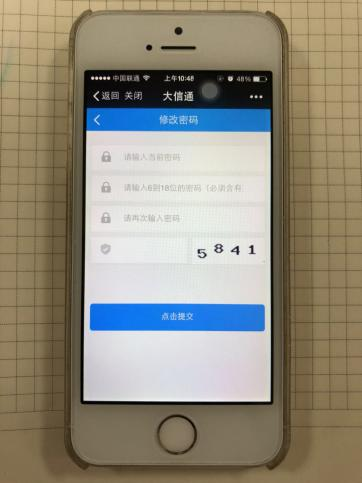 中国联通 上午10:48 48%
返回 关闭 大信通
修改密码
请输入当前密码
请输入6到18位的密码（必须含有
请再次输入密码
5841
点击提交